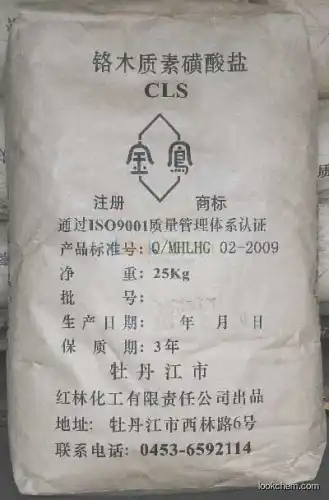 铬木质素磺酸盐
CLS
金鳳
注册 商标
通过ISO9001质量管理体系认证
产品标准号: Q/MHLHG 02-2009
净 重: 25Kg
批 号:
生产日期: 年 月 日
保质期: 3年
牡丹江市
红林化工有限责任公司出品
地址: 牡丹江市西林路6号
联系电话: 0453-6592114
lookchem.com